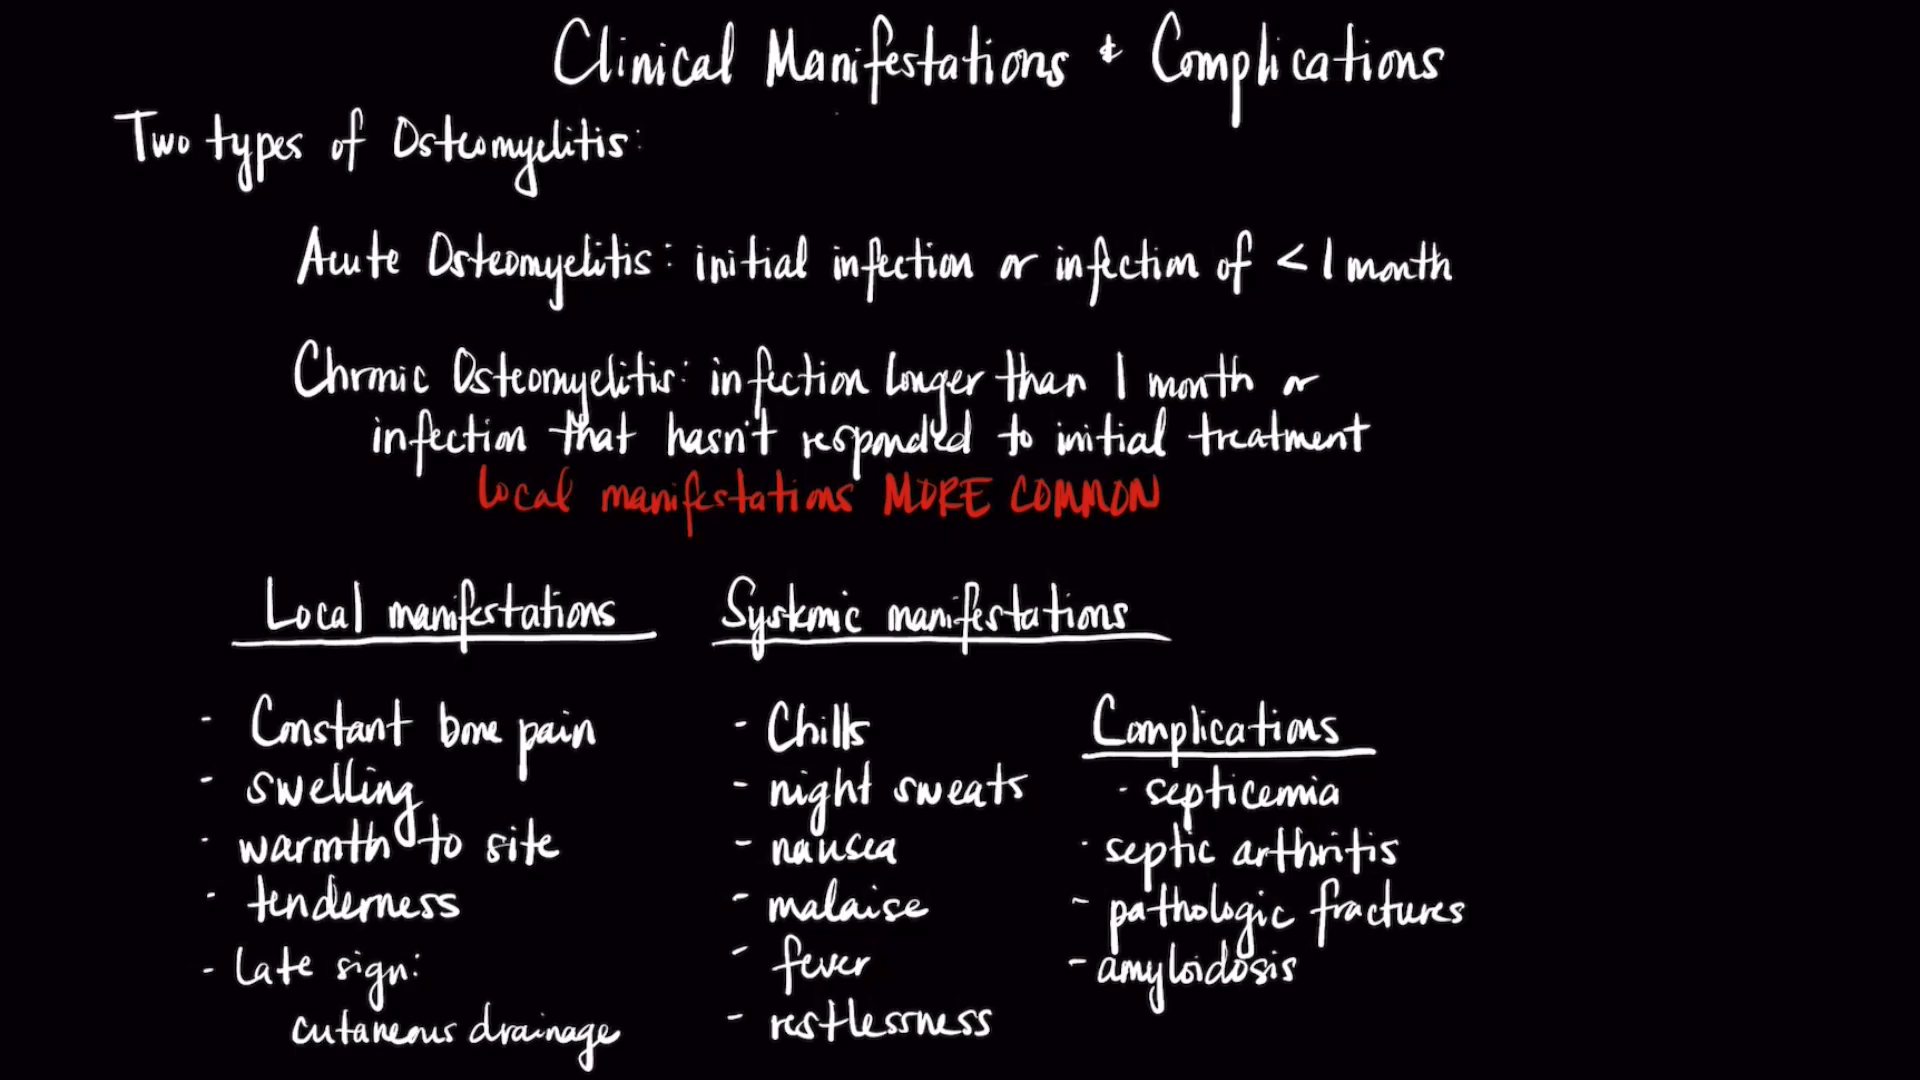 Clinical Manifestations & Complications
Two types of Osteomyelitis:
Acute Osteomyelitis: initial infection or infection of < 1 month
Chronic Osteomyelitis: infection longer than 1 month or
infection that hasn't responded to initial treatment
Local manifestations MORE COMMON
Local manifestations
- Constant bone pain
- swelling
- warmth to site
- tenderness
- Late sign:
cutaneous drainage
Systemic manifestations
- Chills
- night sweats
- nausea
- malaise
- fever
- restlessness
Complications
- septicemia
- septic arthritis
- pathologic fractures
- amyloidosis